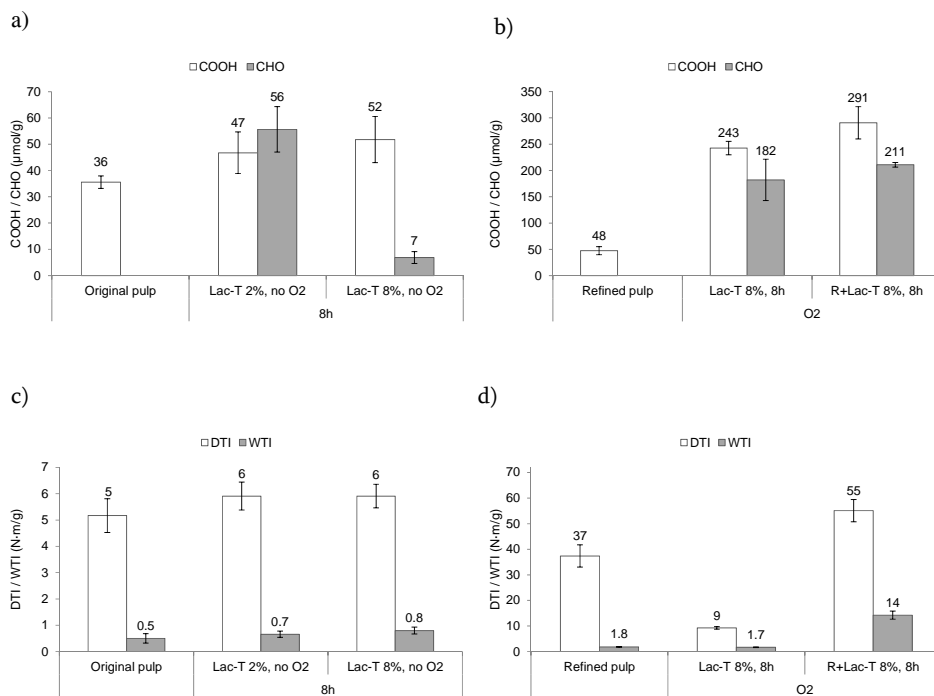 a)
COOH CHO
COOH / CHO (µmol/g)
70
60
50
40
30
20
10
0
36
47
56
52
7
Original pulp
Lac-T 2%, no O2
Lac-T 8%, no O2
8h
b)
COOH CHO
COOH / CHO (µmol/g)
350
300
250
200
150
100
50
0
48
243
182
291
211
Refined pulp
Lac-T 8%, 8h
R+Lac-T 8%, 8h
O2
c)
DTI WTI
DTI / WTI (N·m/g)
7
6
5
4
3
2
1
0
5
0.5
6
0.7
6
0.8
Original pulp
Lac-T 2%, no O2
Lac-T 8%, no O2
8h
d)
DTI WTI
DTI / WTI (N·m/g)
70
60
50
40
30
20
10
0
37
1.8
9
1.7
55
14
Refined pulp
Lac-T 8%, 8h
R+Lac-T 8%, 8h
O2